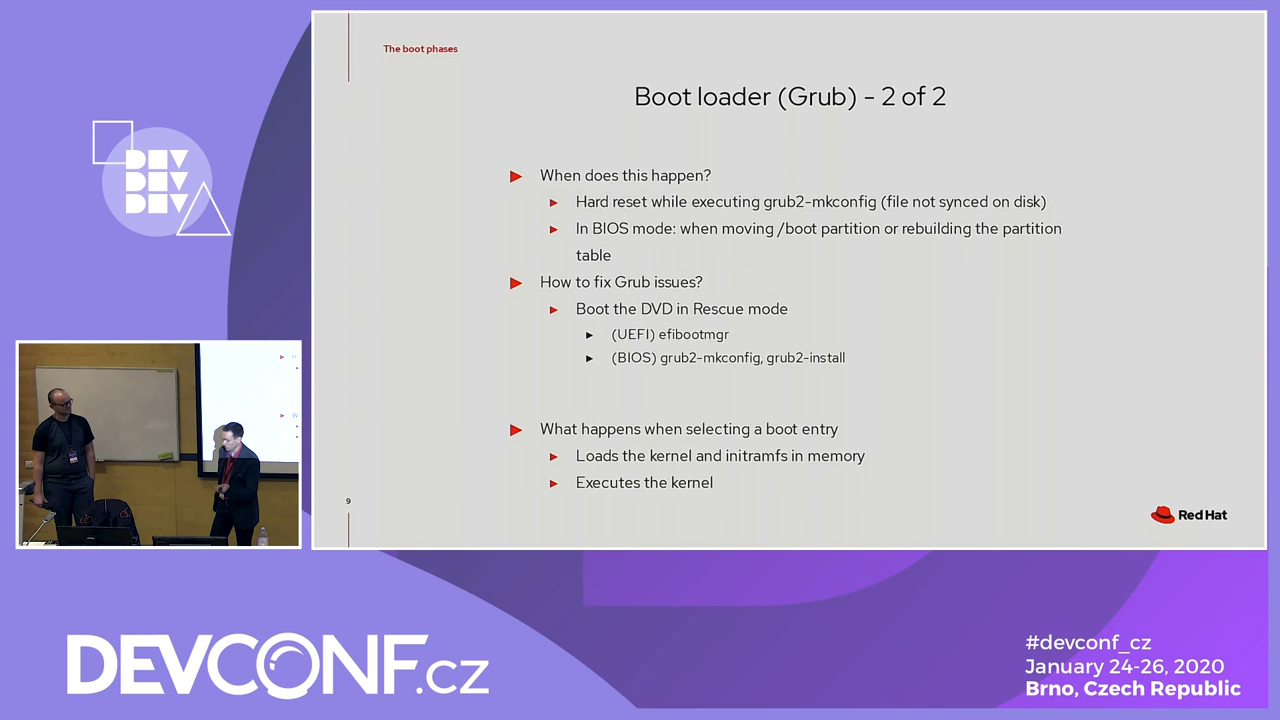 The boot phases
Boot loader (Grub) - 2 of 2
When does this happen?
Hard reset while executing grub2-mkconfig (file not synced on disk)
In BIOS mode: when moving /boot partition or rebuilding the partition
table
How to fix Grub issues?
Boot the DVD in Rescue mode
(UEFI) efibootmgr
(BIOS) grub2-mkconfig, grub2-install
What happens when selecting a boot entry
Loads the kernel and initramfs in memory
Executes the kernel
9
Red Hat
DEV
DEV
DEV
DEVCONF.cz
#devconf_cz
January 24-26, 2020
Brno, Czech Republic